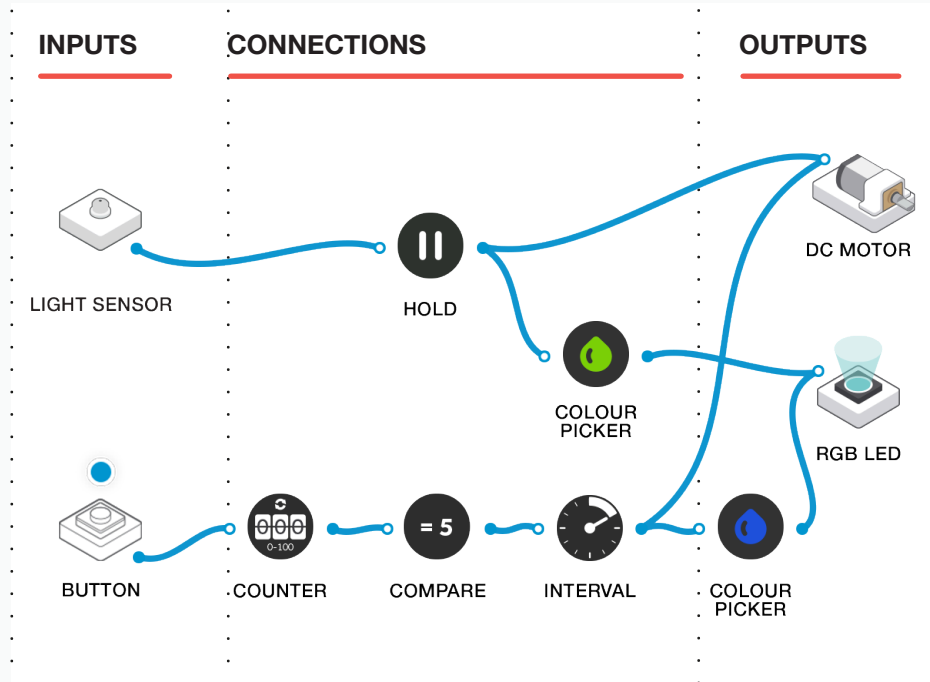 INPUTS
CONNECTIONS
OUTPUTS
DC MOTOR
LIGHT SENSOR
HOLD
COLOUR
PICKER
RGB LED
000
0-100
= 5
BUTTON
COUNTER
COMPARE
INTERVAL
COLOUR
PICKER